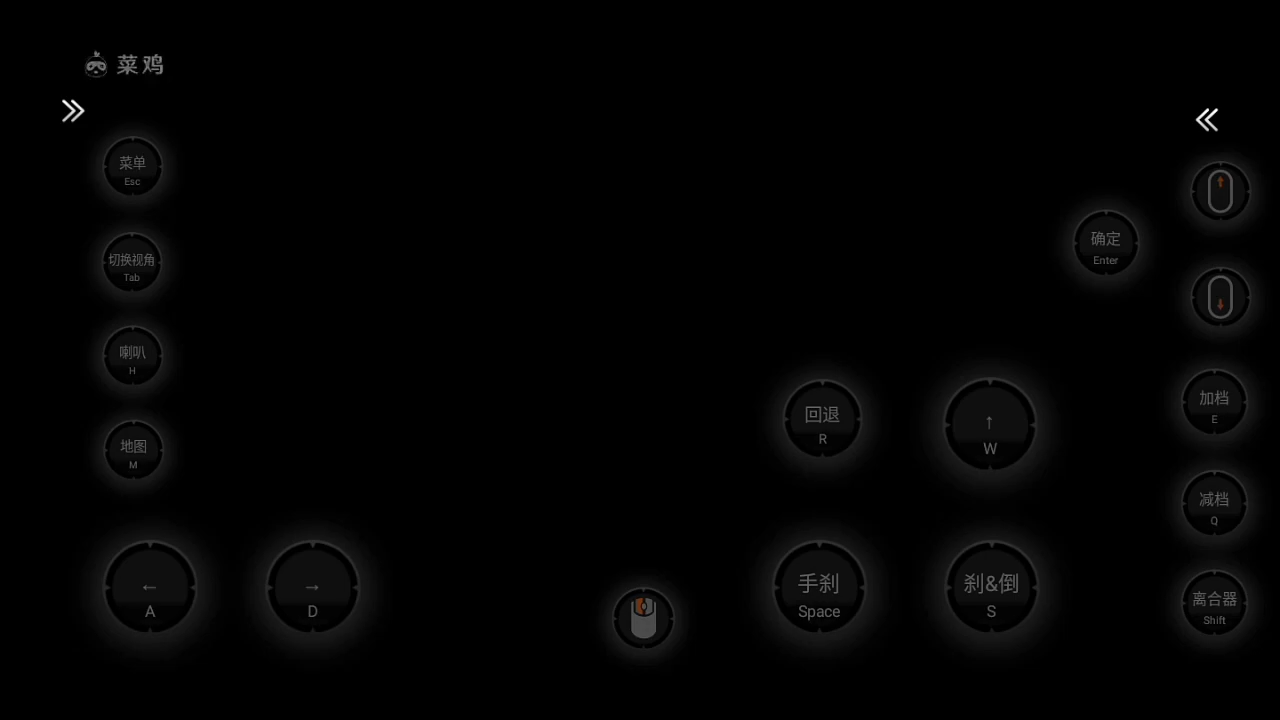 菜鸡
菜单
Esc
切换视角
Tab
喇叭
H
地图
M
←
A
→
D
确定
Enter
回退
R
↑
W
手刹
Space
刹&倒
S
加档
E
减档
Q
离合器
Shift